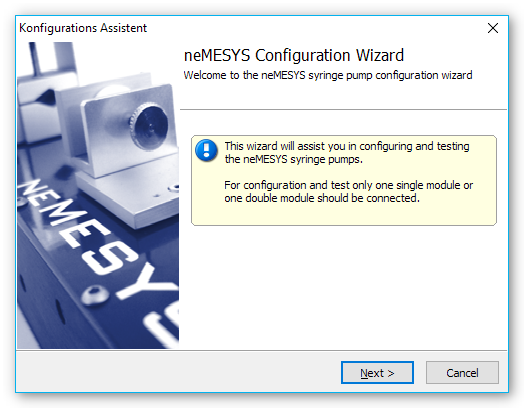 Konfigurations Assistent
neMESYS Configuration Wizard
Welcome to the neMESYS syringe pump configuration wizard
This wizard will assist you in configuring and testing
the neMESYS syringe pumps.
For configuration and test only one single module or
one double module should be connected.
NEMESYS
Next >
Cancel